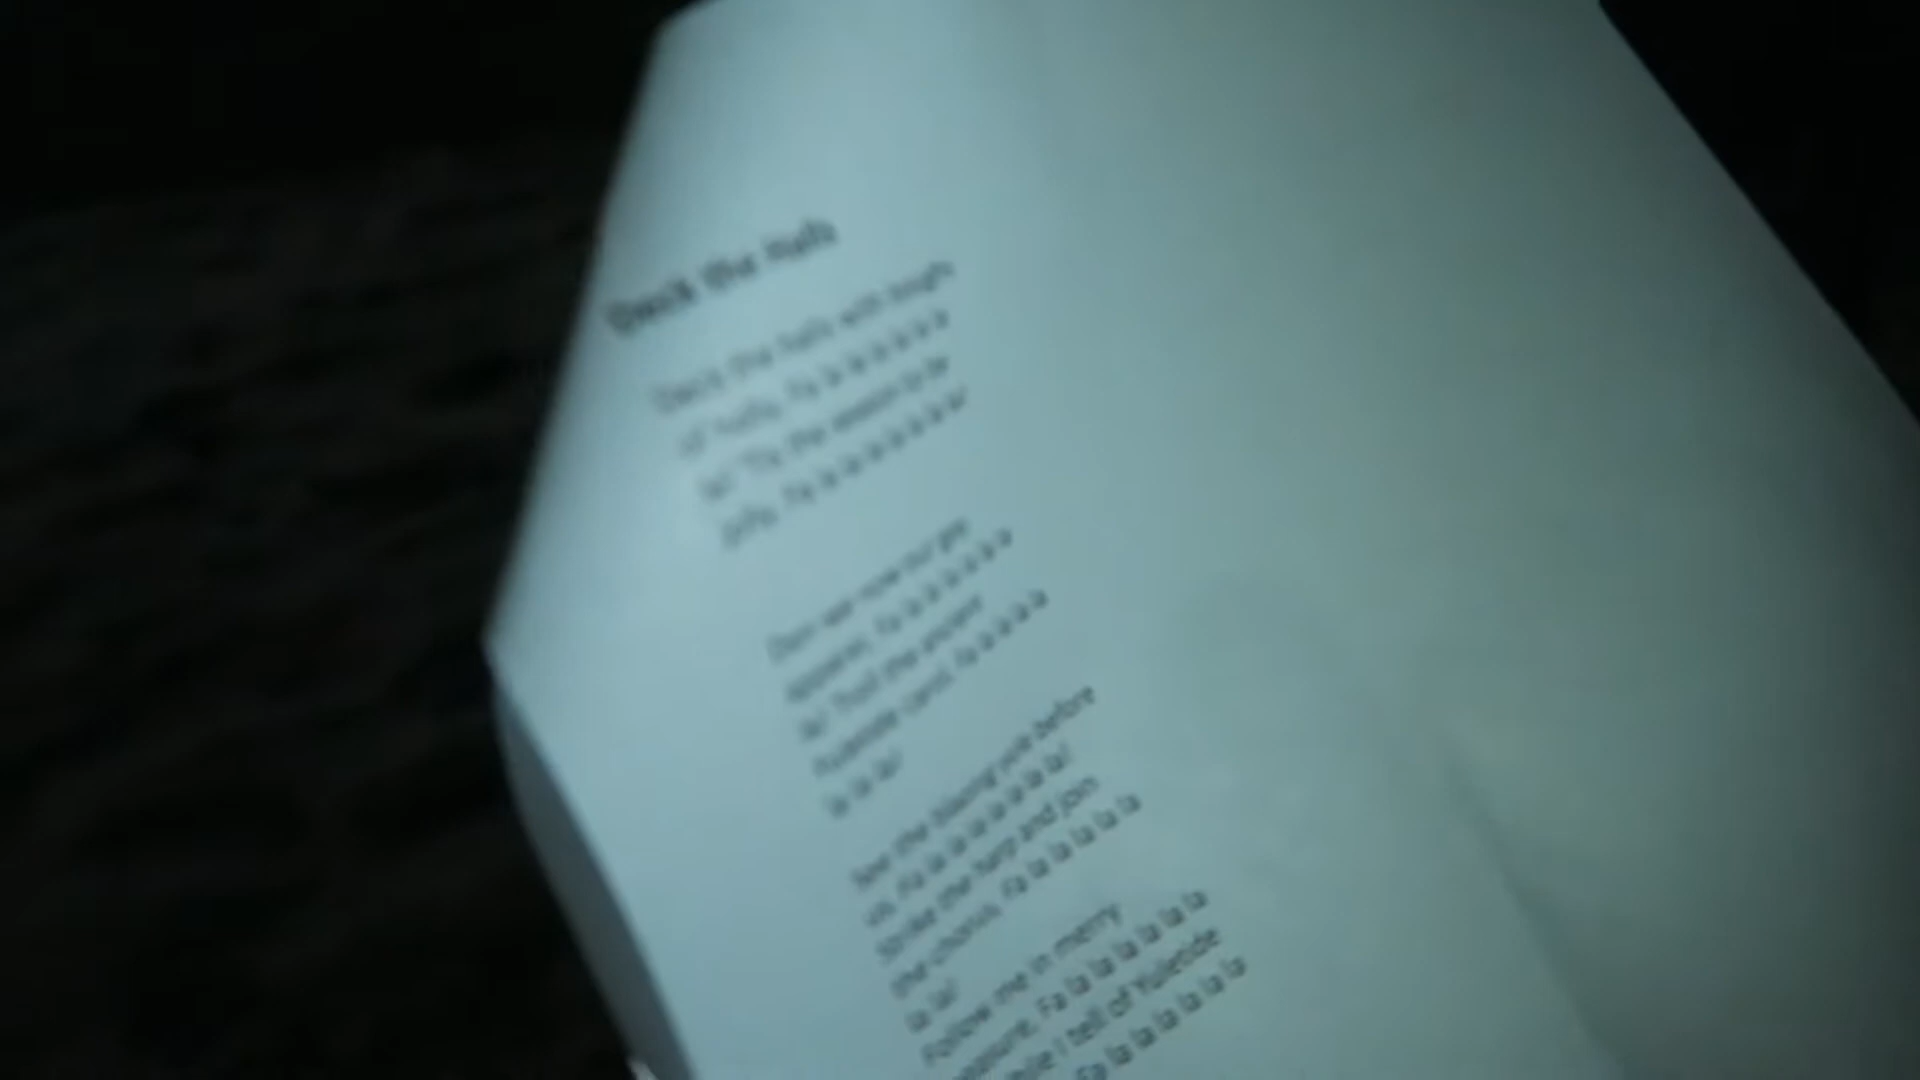 Deck the Halls
Deck the halls with boughs
of holly, Fa la la la la la
la! 'Tis the season to be
jolly, Fa la la la la la la!
Don we now our gay
apparel, Fa la la la la la la
la! Troll the ancient
Yuletide carol, Fa la la la la
la la la!
See the blazing yule before
us, Fa la la la la la la la!
Strike the harp and join
the chorus, Fa la la la la la
la la!
Follow me in merry
measure, Fa la la la la la la
while I tell of Yuletide
Fa la la la la la la